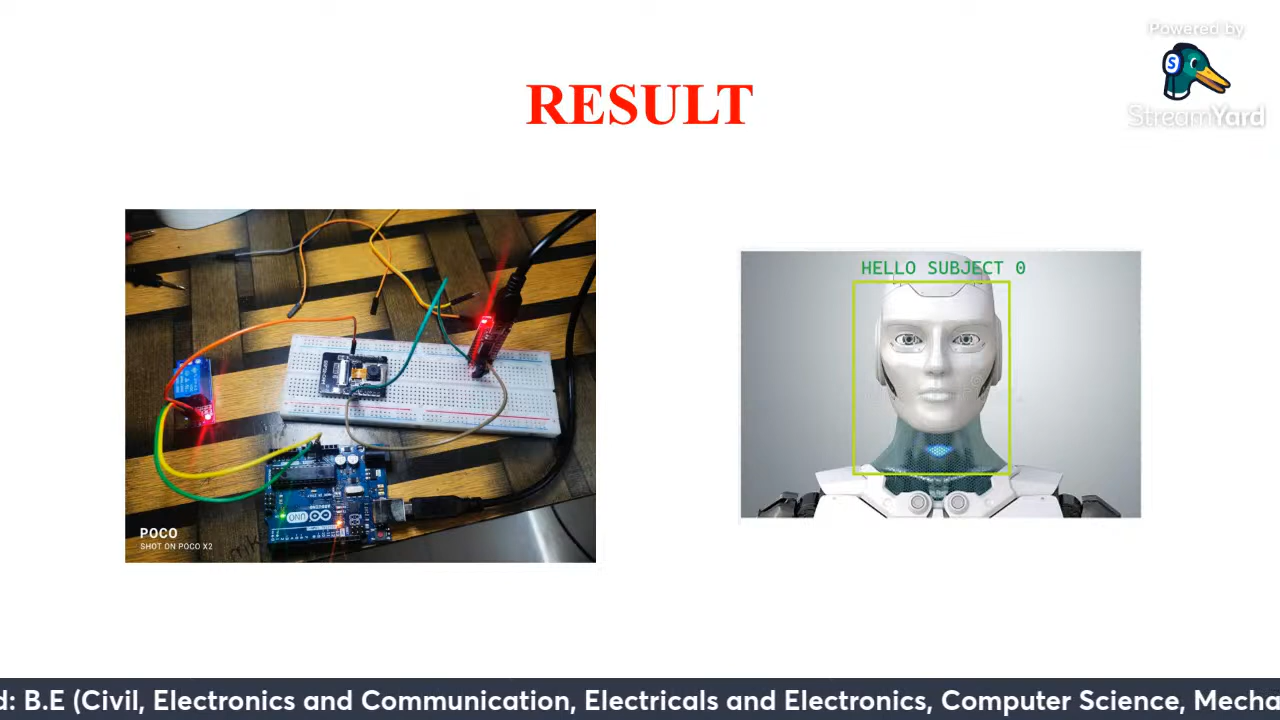 Powered by
S
StreamYard
RESULT
HELLO SUBJECT 0
UNO
POCO
SHOT ON POCO X2
d: B.E (Civil, Electronics and Communication, Electricals and Electronics, Computer Science, Mecha